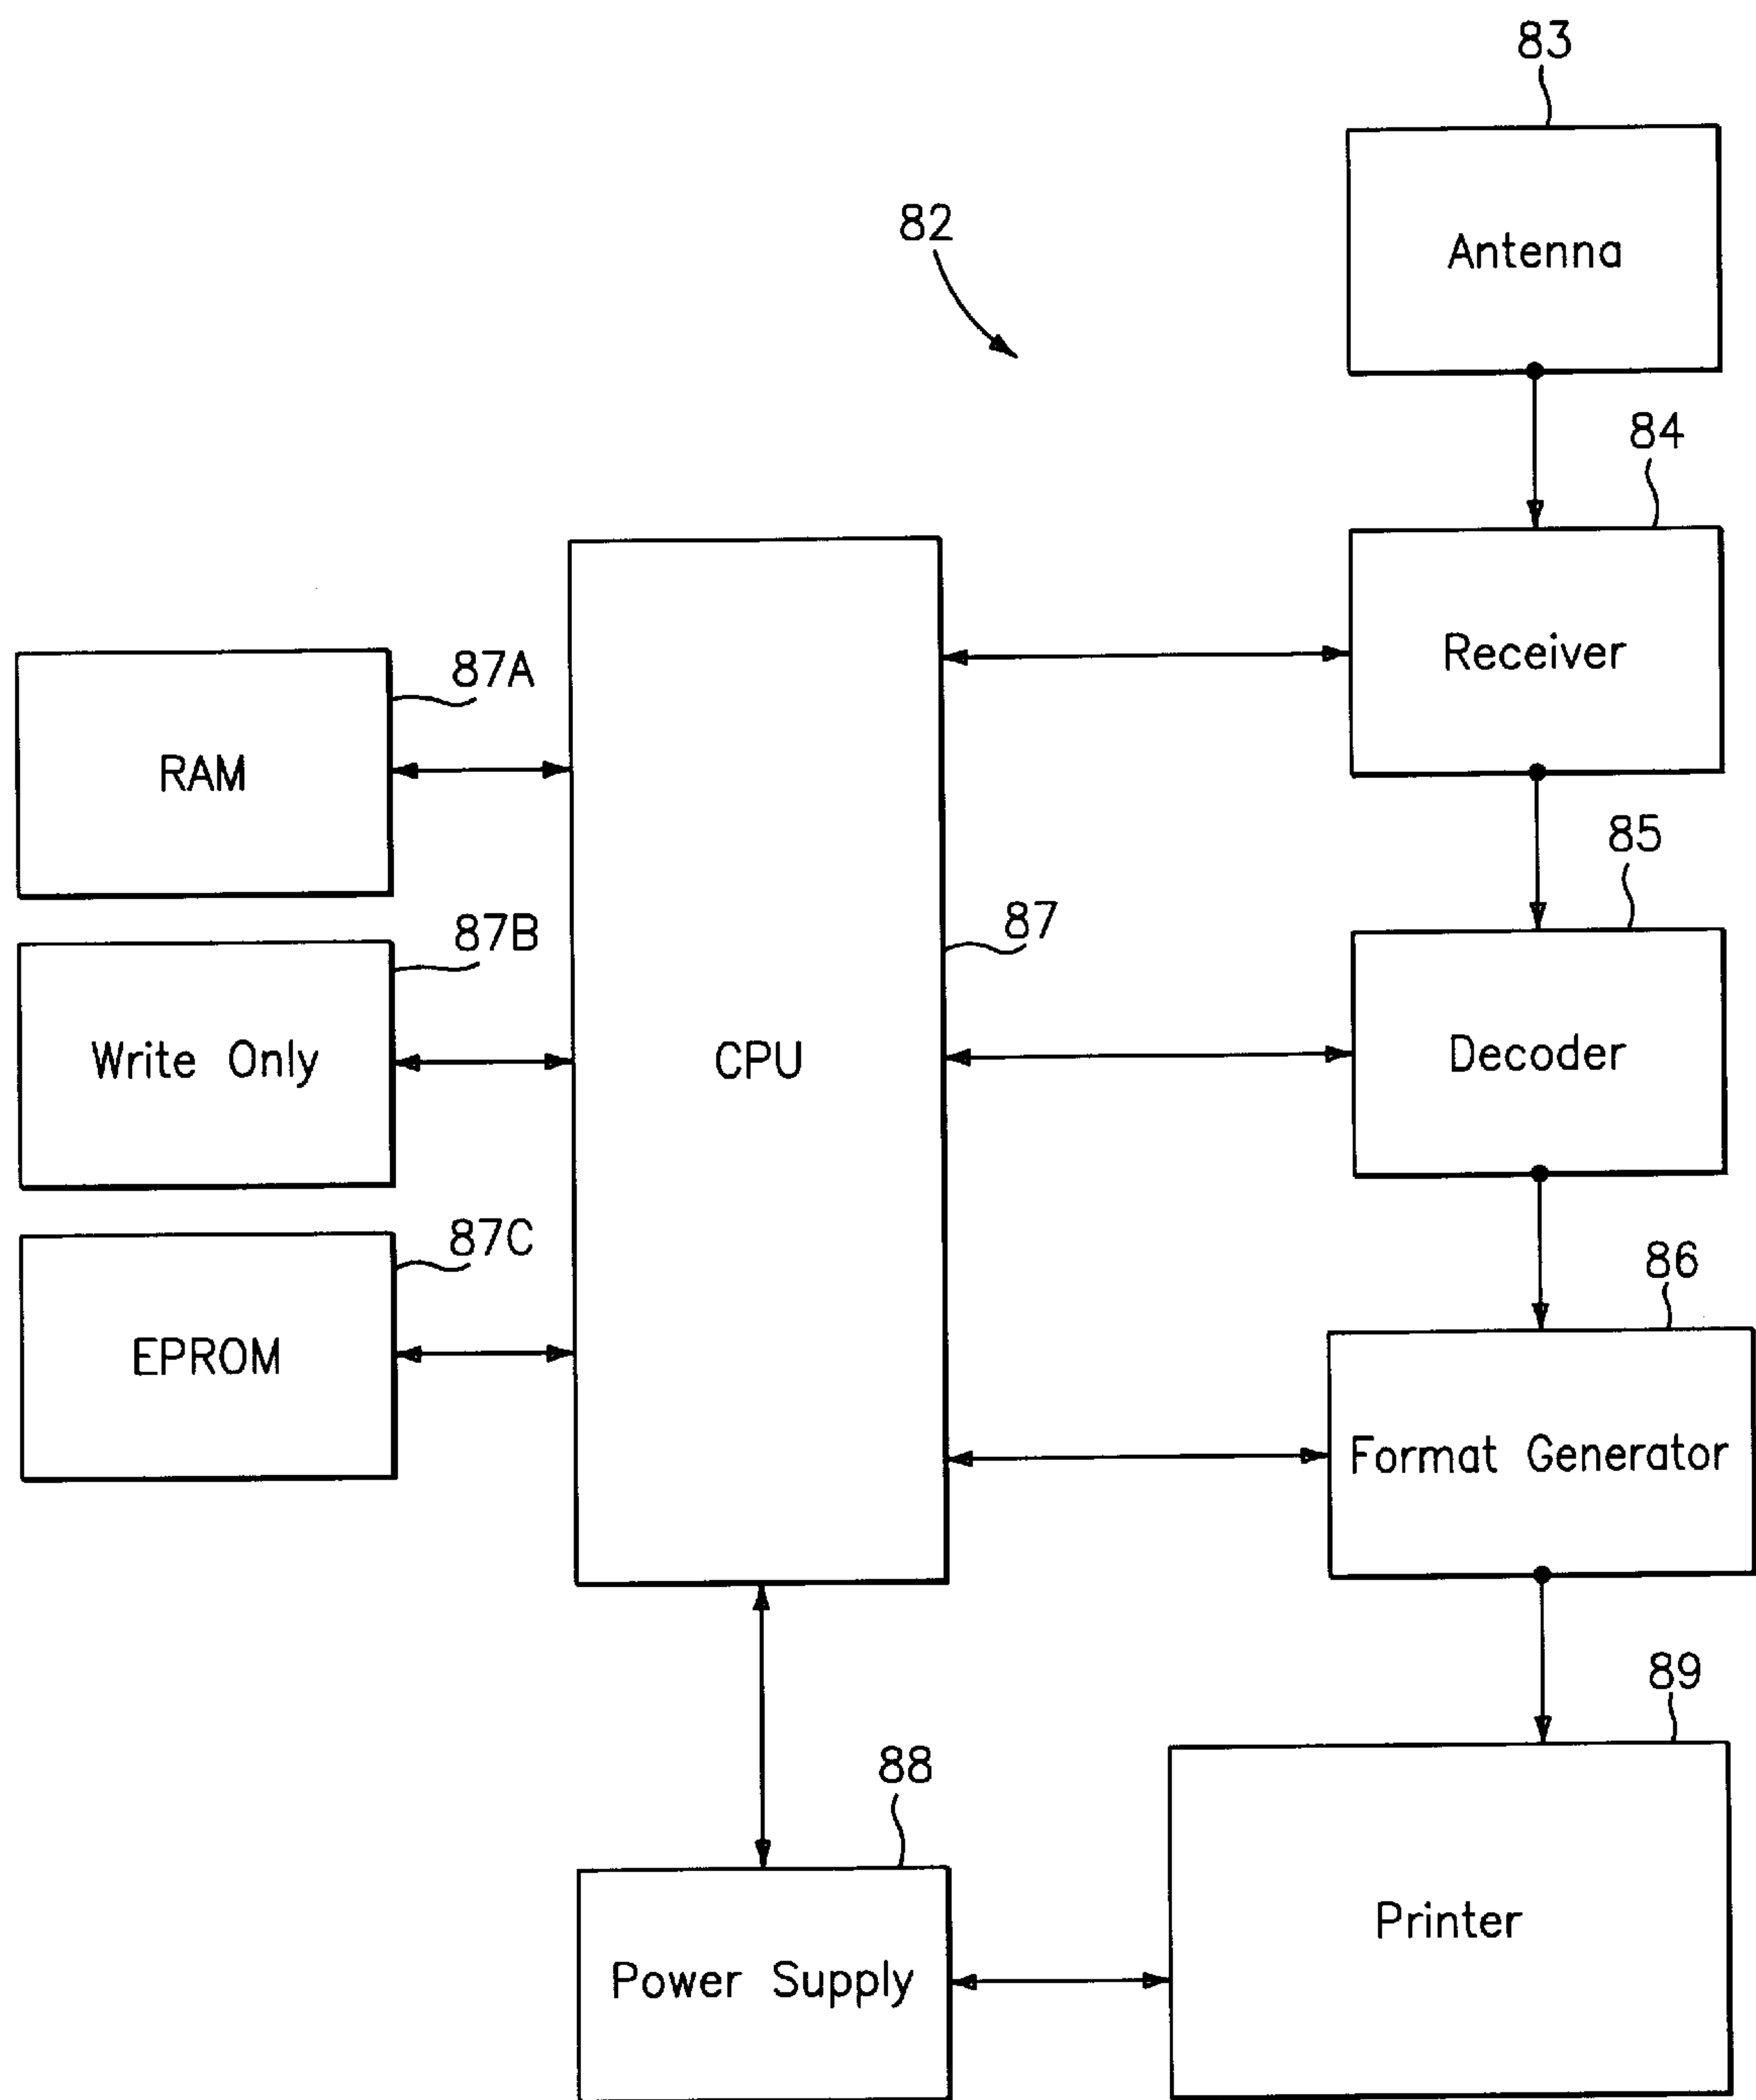 83
Antenna
82
84
Receiver
87A
RAM
85
87B
87
Write Only
CPU
Decoder
87C
86
EPROM
Format Generator
89
88
Printer
Power Supply